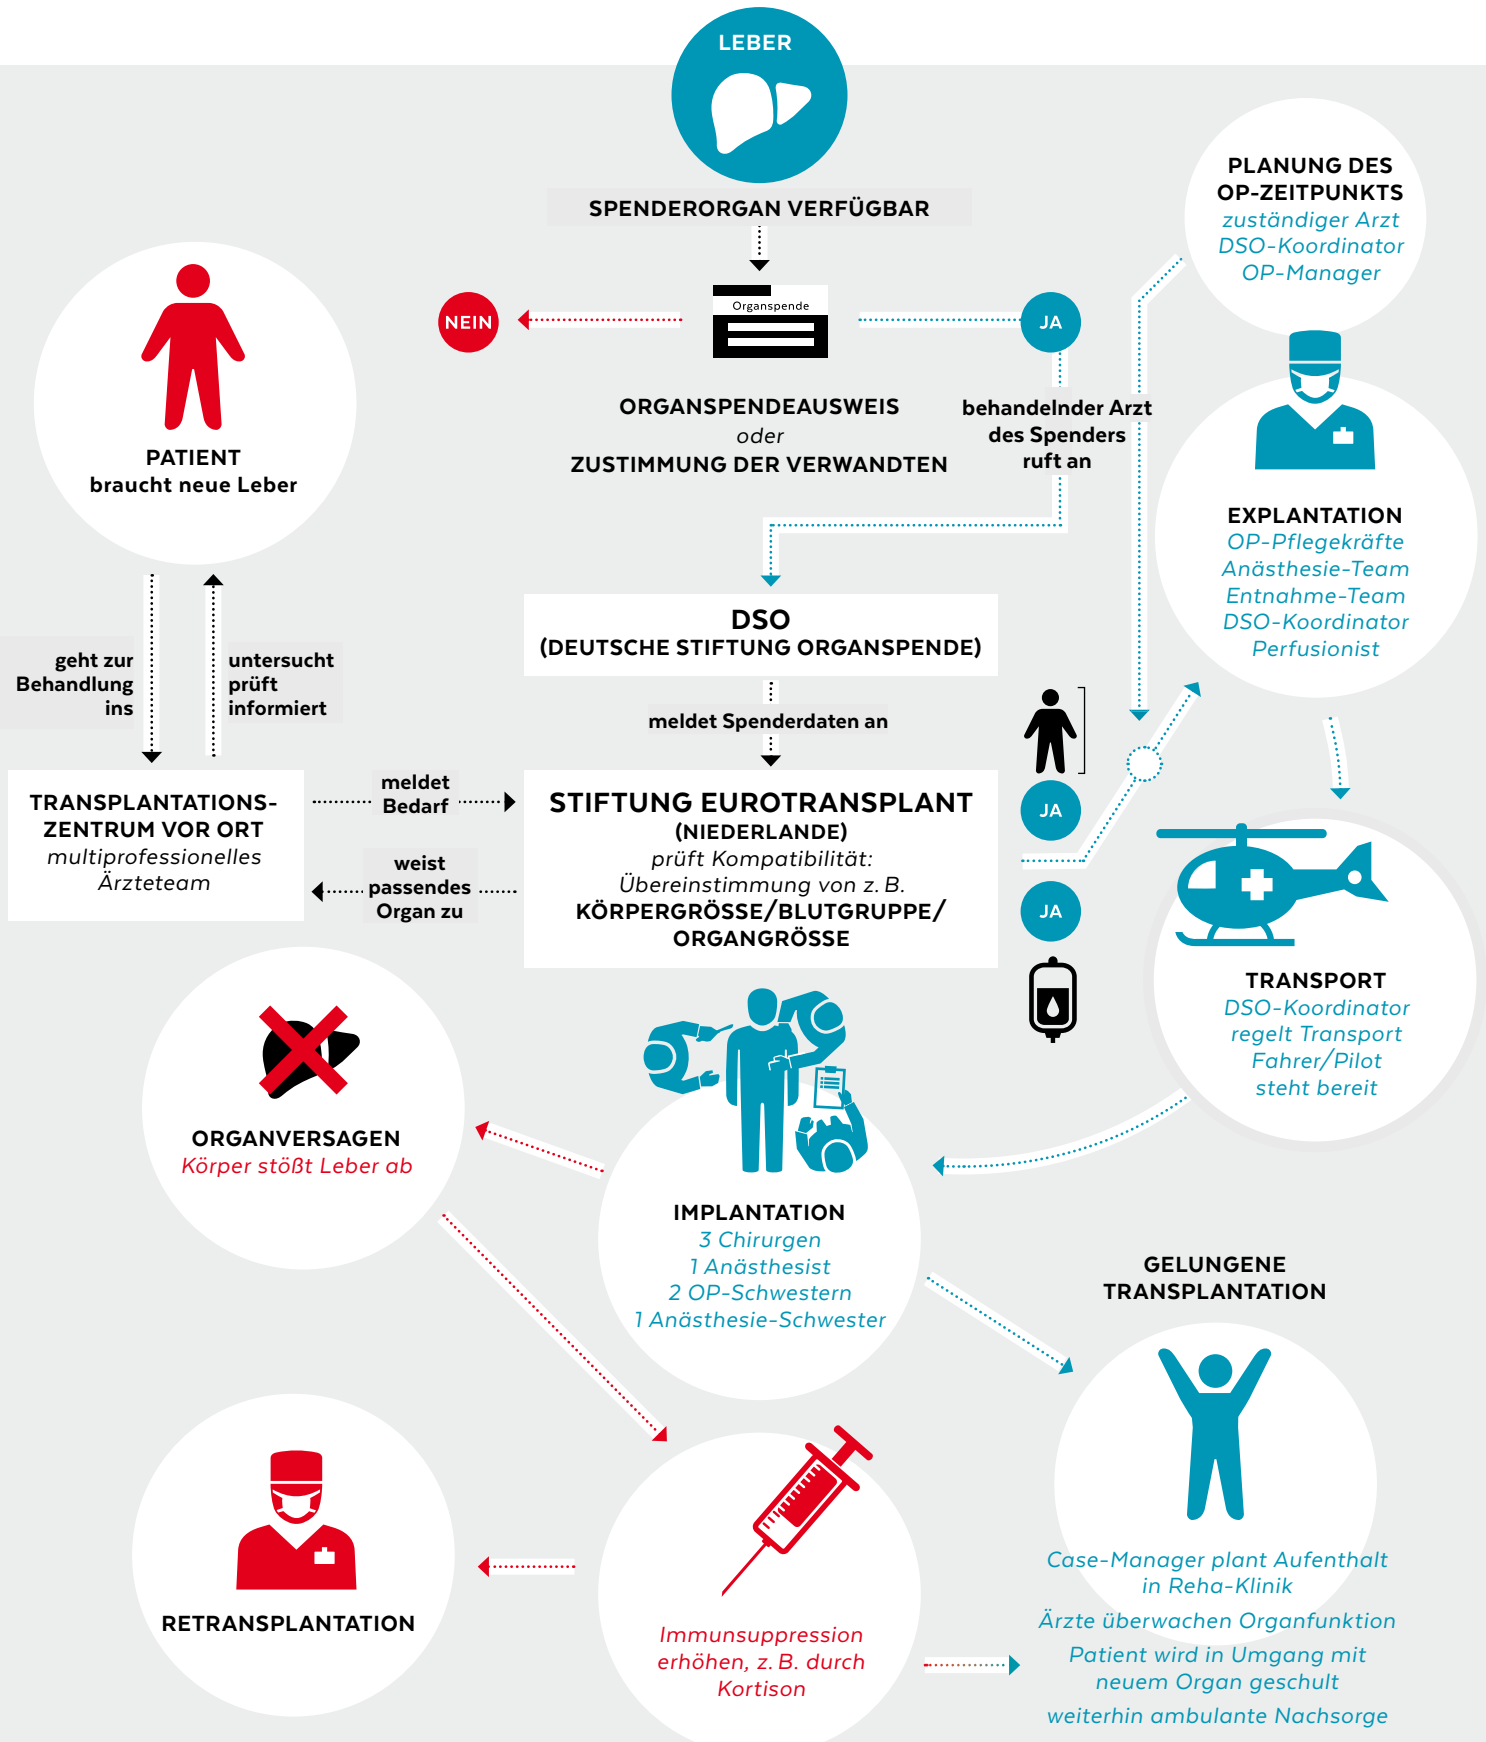 LEBER
SPENDERORGAN VERFÜGBAR
NEIN
Organspende
JA
ORGANSPENDEAUSWEIS
oder
ZUSTIMMUNG DER VERWANDTEN
behandelnder Arzt
des Spenders
ruft an
PLANUNG DES
OP-ZEITPUNKTS
zuständiger Arzt
DSO-Koordinator
OP-Manager
PATIENT
braucht neue Leber
EXPLANTATION
OP-Pflegekräfte
Anästhesie-Team
Entnahme-Team
DSO-Koordinator
Perfusionist
geht zur
Behandlung
ins
untersucht
prüft
informiert
DSO
(DEUTSCHE STIFTUNG ORGANSPENDE)
meldet Spenderdaten an
TRANSPLANTATIONS-
ZENTRUM VOR ORT
multiprofessionelles
Ärzteteam
meldet
Bedarf
weist
passendes
Organ zu
STIFTUNG EUROTRANSPLANT
(NIEDERLANDE)
prüft Kompatibilität:
Übereinstimmung von z. B.
KÖRPERGRÖSSE/BLUTGRUPPE/
ORGANGRÖSSE
JA
JA
TRANSPORT
DSO-Koordinator
regelt Transport
Fahrer/Pilot
steht bereit
ORGANVERSAGEN
Körper stößt Leber ab
IMPLANTATION
3 Chirurgen
1 Anästhesist
2 OP-Schwestern
1 Anästhesie-Schwester
GELUNGENE
TRANSPLANTATION
Case-Manager plant Aufenthalt
in Reha-Klinik
Ärzte überwachen Organfunktion
Patient wird in Umgang mit
neuem Organ geschult
weiterhin ambulante Nachsorge
RETRANSPLANTATION
Immunsuppression
erhöhen, z. B. durch
Kortison